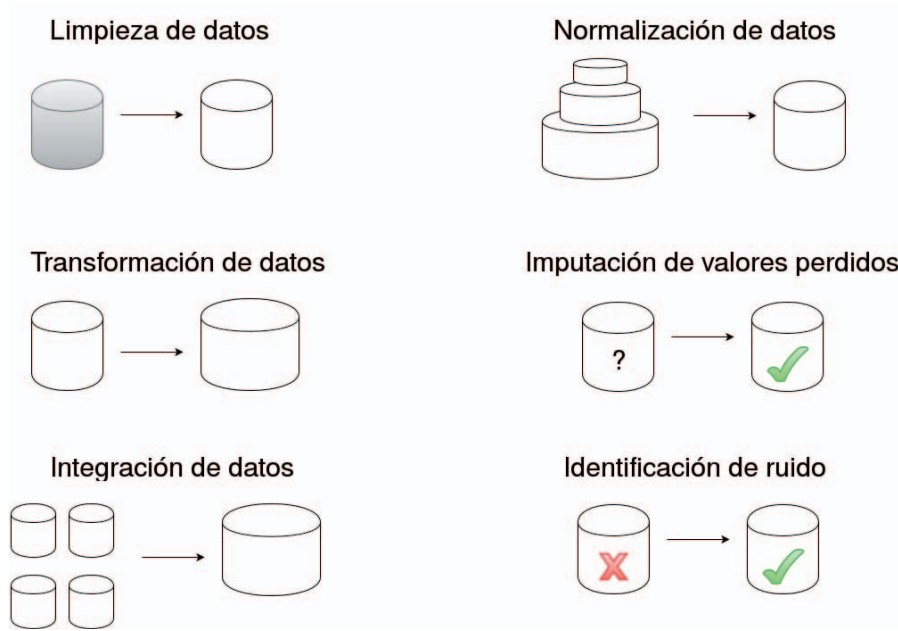 Limpieza de datos
Normalización de datos
Transformación de datos
Imputación de valores perdidos
?
Integración de datos
Identificación de ruido